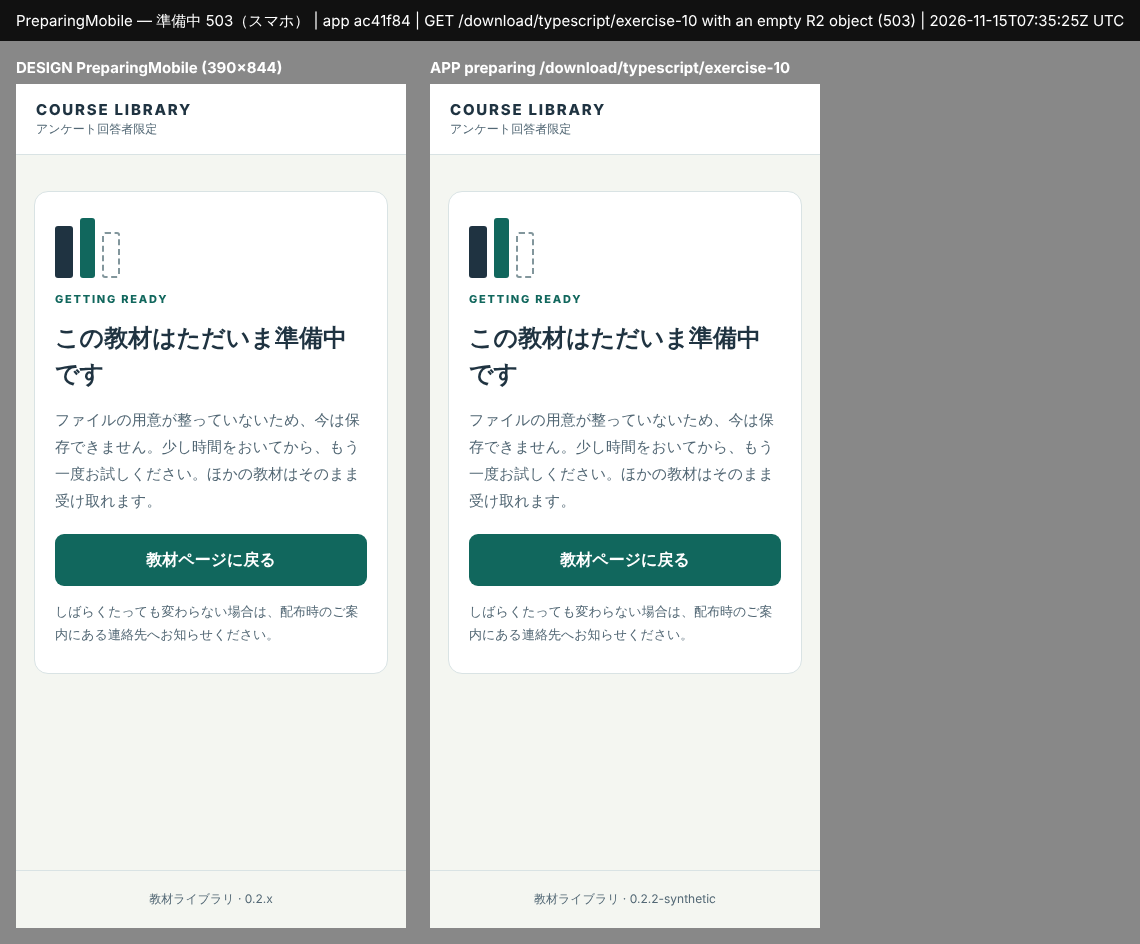 PreparingMobile — 準備中 503（スマホ） | app ac41f84 | GET /download/typescript/exercise-10 with an empty R2 object (503) | 2026-11-15T07:35:25Z UTC
DESIGN PreparingMobile (390×844)
COURSE LIBRARY
アンケート回答者限定
GETTING READY
この教材はただいま準備中
です
ファイルの用意が整っていないため、今は保
存できません。少し時間をおいてから、もう
一度お試しください。ほかの教材はそのまま
受け取れます。
教材ページに戻る
しばらくたっても変わらない場合は、配布時のご案
内にある連絡先へお知らせください。
教材ライブラリ · 0.2.x
APP preparing /download/typescript/exercise-10
COURSE LIBRARY
アンケート回答者限定
GETTING READY
この教材はただいま準備中
です
ファイルの用意が整っていないため、今は保
存できません。少し時間をおいてから、もう
一度お試しください。ほかの教材はそのまま
受け取れます。
教材ページに戻る
しばらくたっても変わらない場合は、配布時のご案
内にある連絡先へお知らせください。
教材ライブラリ · 0.2.2-synthetic